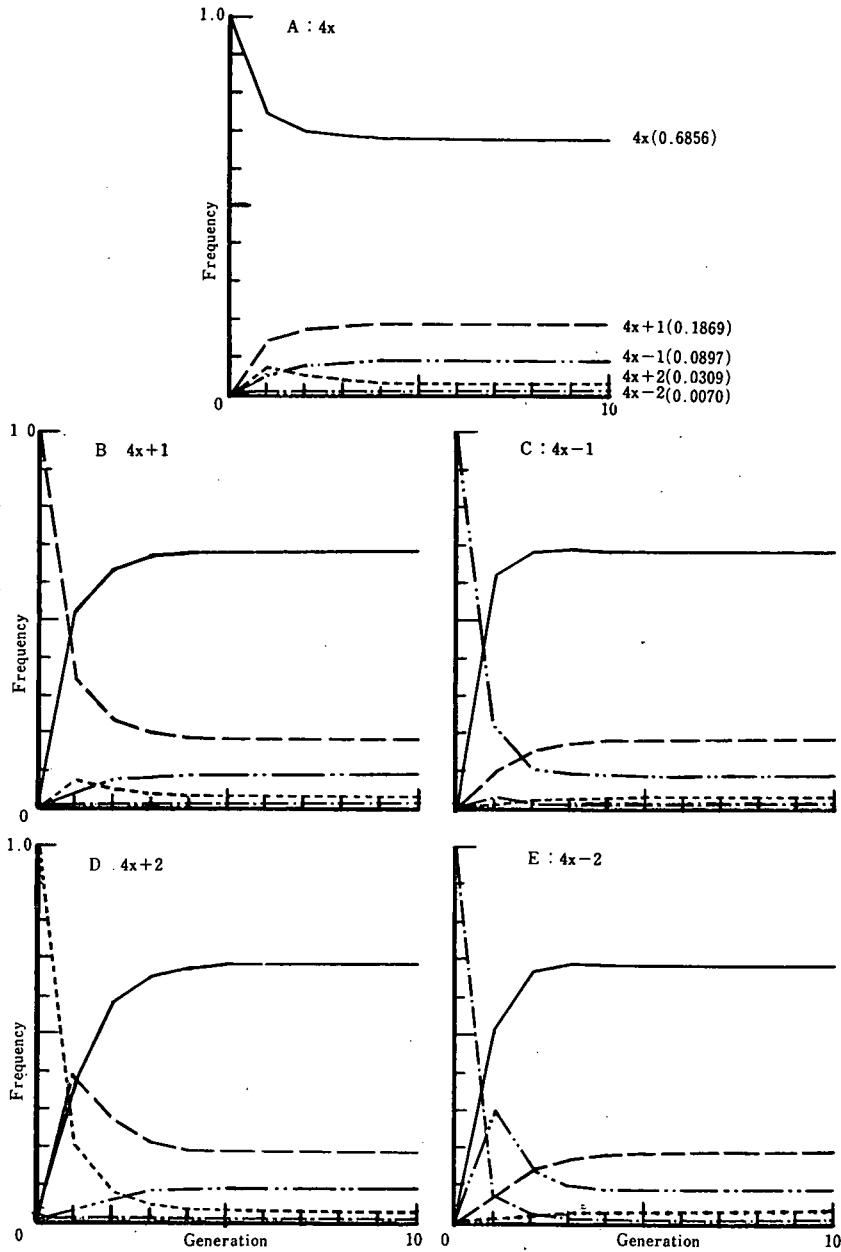 1.0
A : 4x
4x(0.6856)
Frequency
4x+1(0.1869)
4x−1(0.0897)
4x+2(0.0309)
4x−2(0.0070)
0
10
1 0
B 4x+1
Frequency
0
C : 4x−1
1.0
D . 4x+2
Frequency
0
Generation
10
E : 4x−2
0
Generation
10